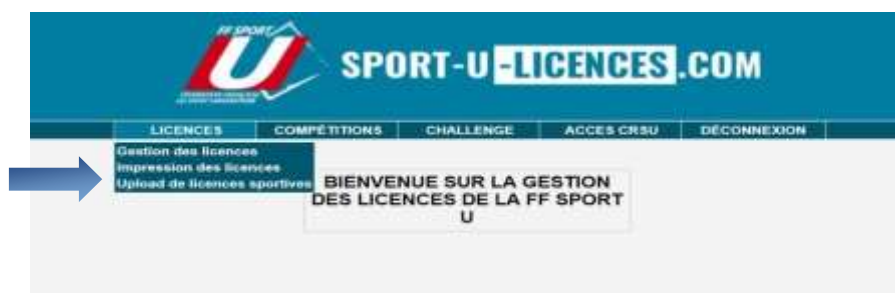 FF SPORT
U
SPORT-U-LICENCES.COM
LICENCES COMPÉTITIONS CHALLENGE ACCES CRSU DÉCONNEXION
Gestion des licences
Impression des licences
Upload de licences sportives
BIENVENUE SUR LA GESTION
DES LICENCES DE LA FF SPORT
U